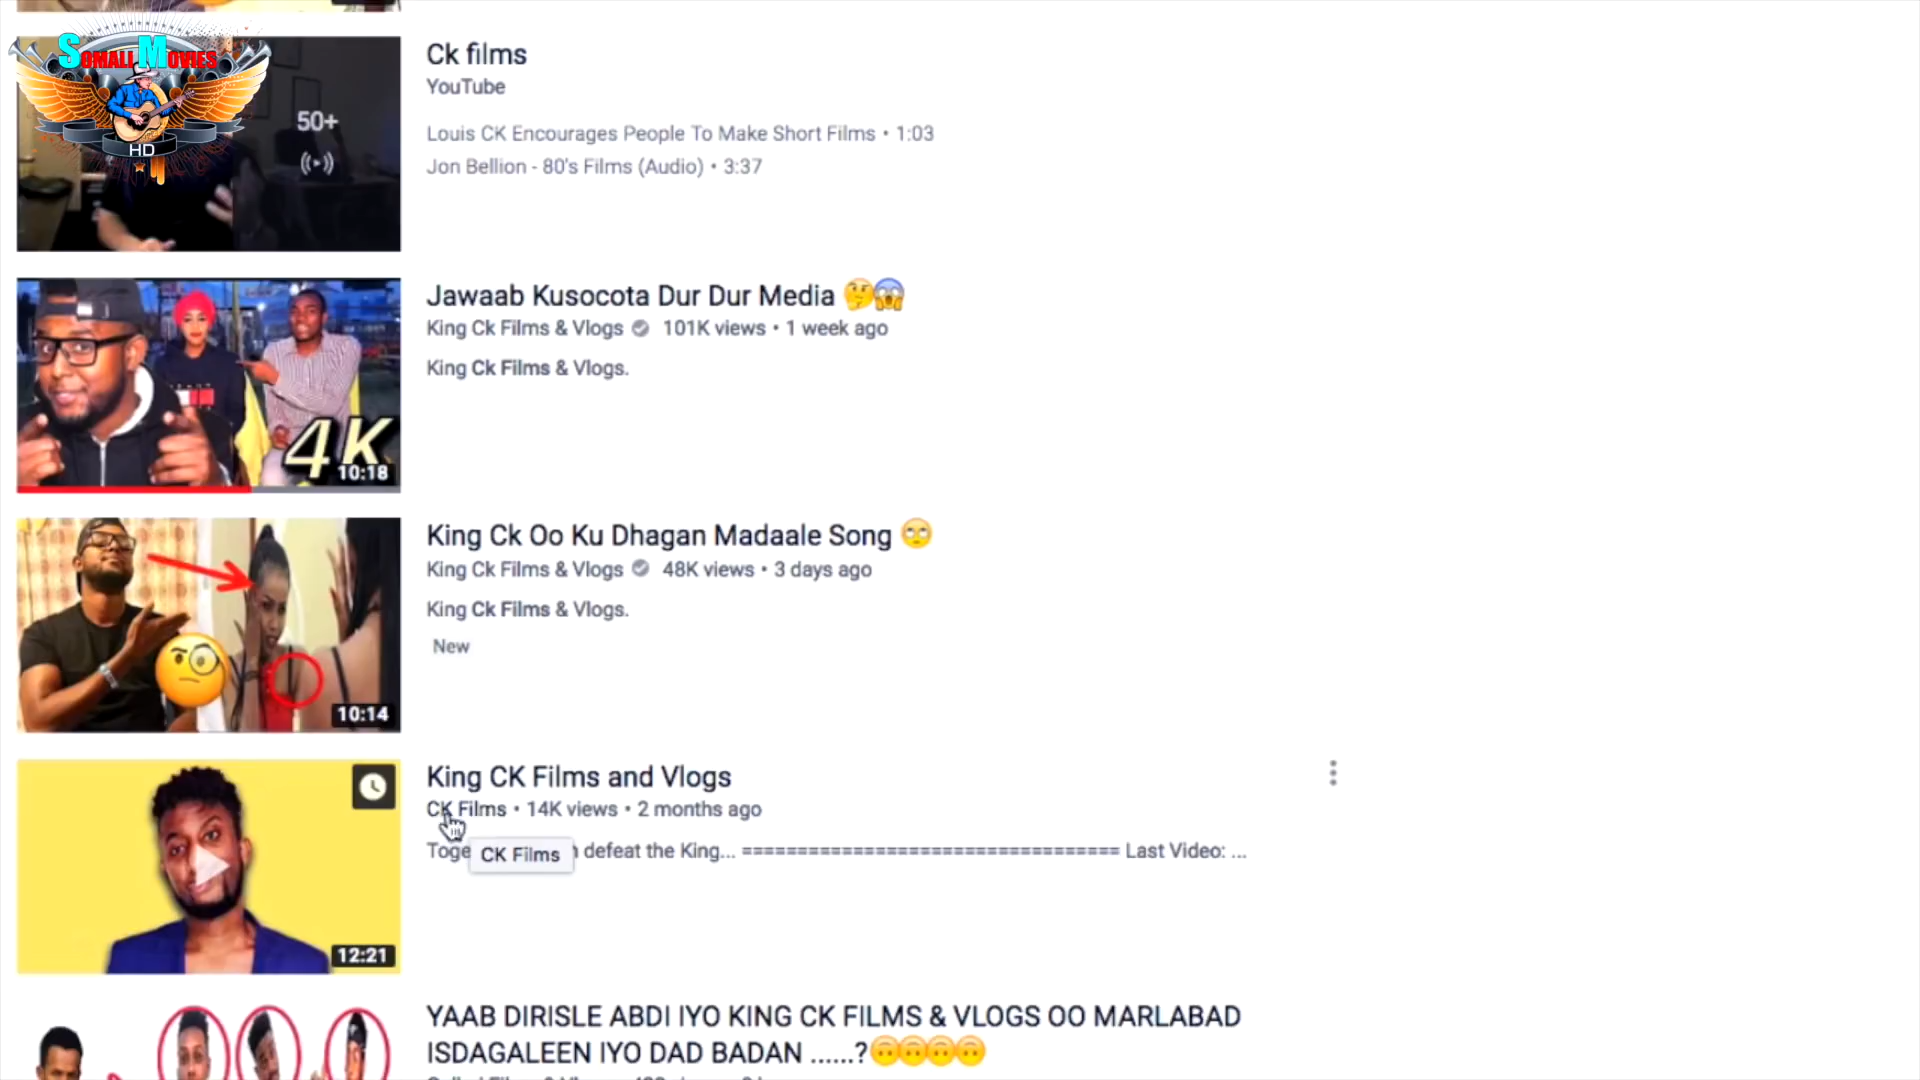 SOMALI MOVIES
HD
50+
Ck films
YouTube
Louis CK Encourages People To Make Short Films • 1:03
Jon Bellion - 80's Films (Audio) • 3:37
Jawaab Kusocota Dur Dur Media 🤔😱
King Ck Films & Vlogs 101K views • 1 week ago
King Ck Films & Vlogs.
4K
10:18
King Ck Oo Ku Dhagan Madaale Song 🙄
King Ck Films & Vlogs 48K views • 3 days ago
King Ck Films & Vlogs.
New
10:14
King CK Films and Vlogs
CK Films • 14K views • 2 months ago
Toge defeat the King... ================================== Last Video: ...
CK Films
12:21
YAAB DIRISLE ABDI IYO KING CK FILMS & VLOGS OO MARLABAD
ISDAGALEEN IYO DAD BADAN ......?🙃🙃🙃🙃